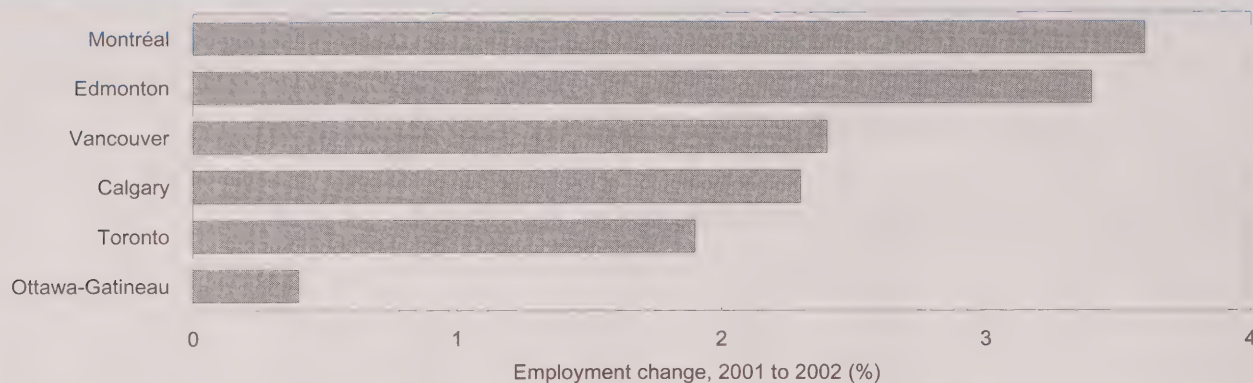 Montréal
Edmonton
Vancouver
Calgary
Toronto
Ottawa-Gatineau
0 1 2 3 4
Employment change, 2001 to 2002 (%)